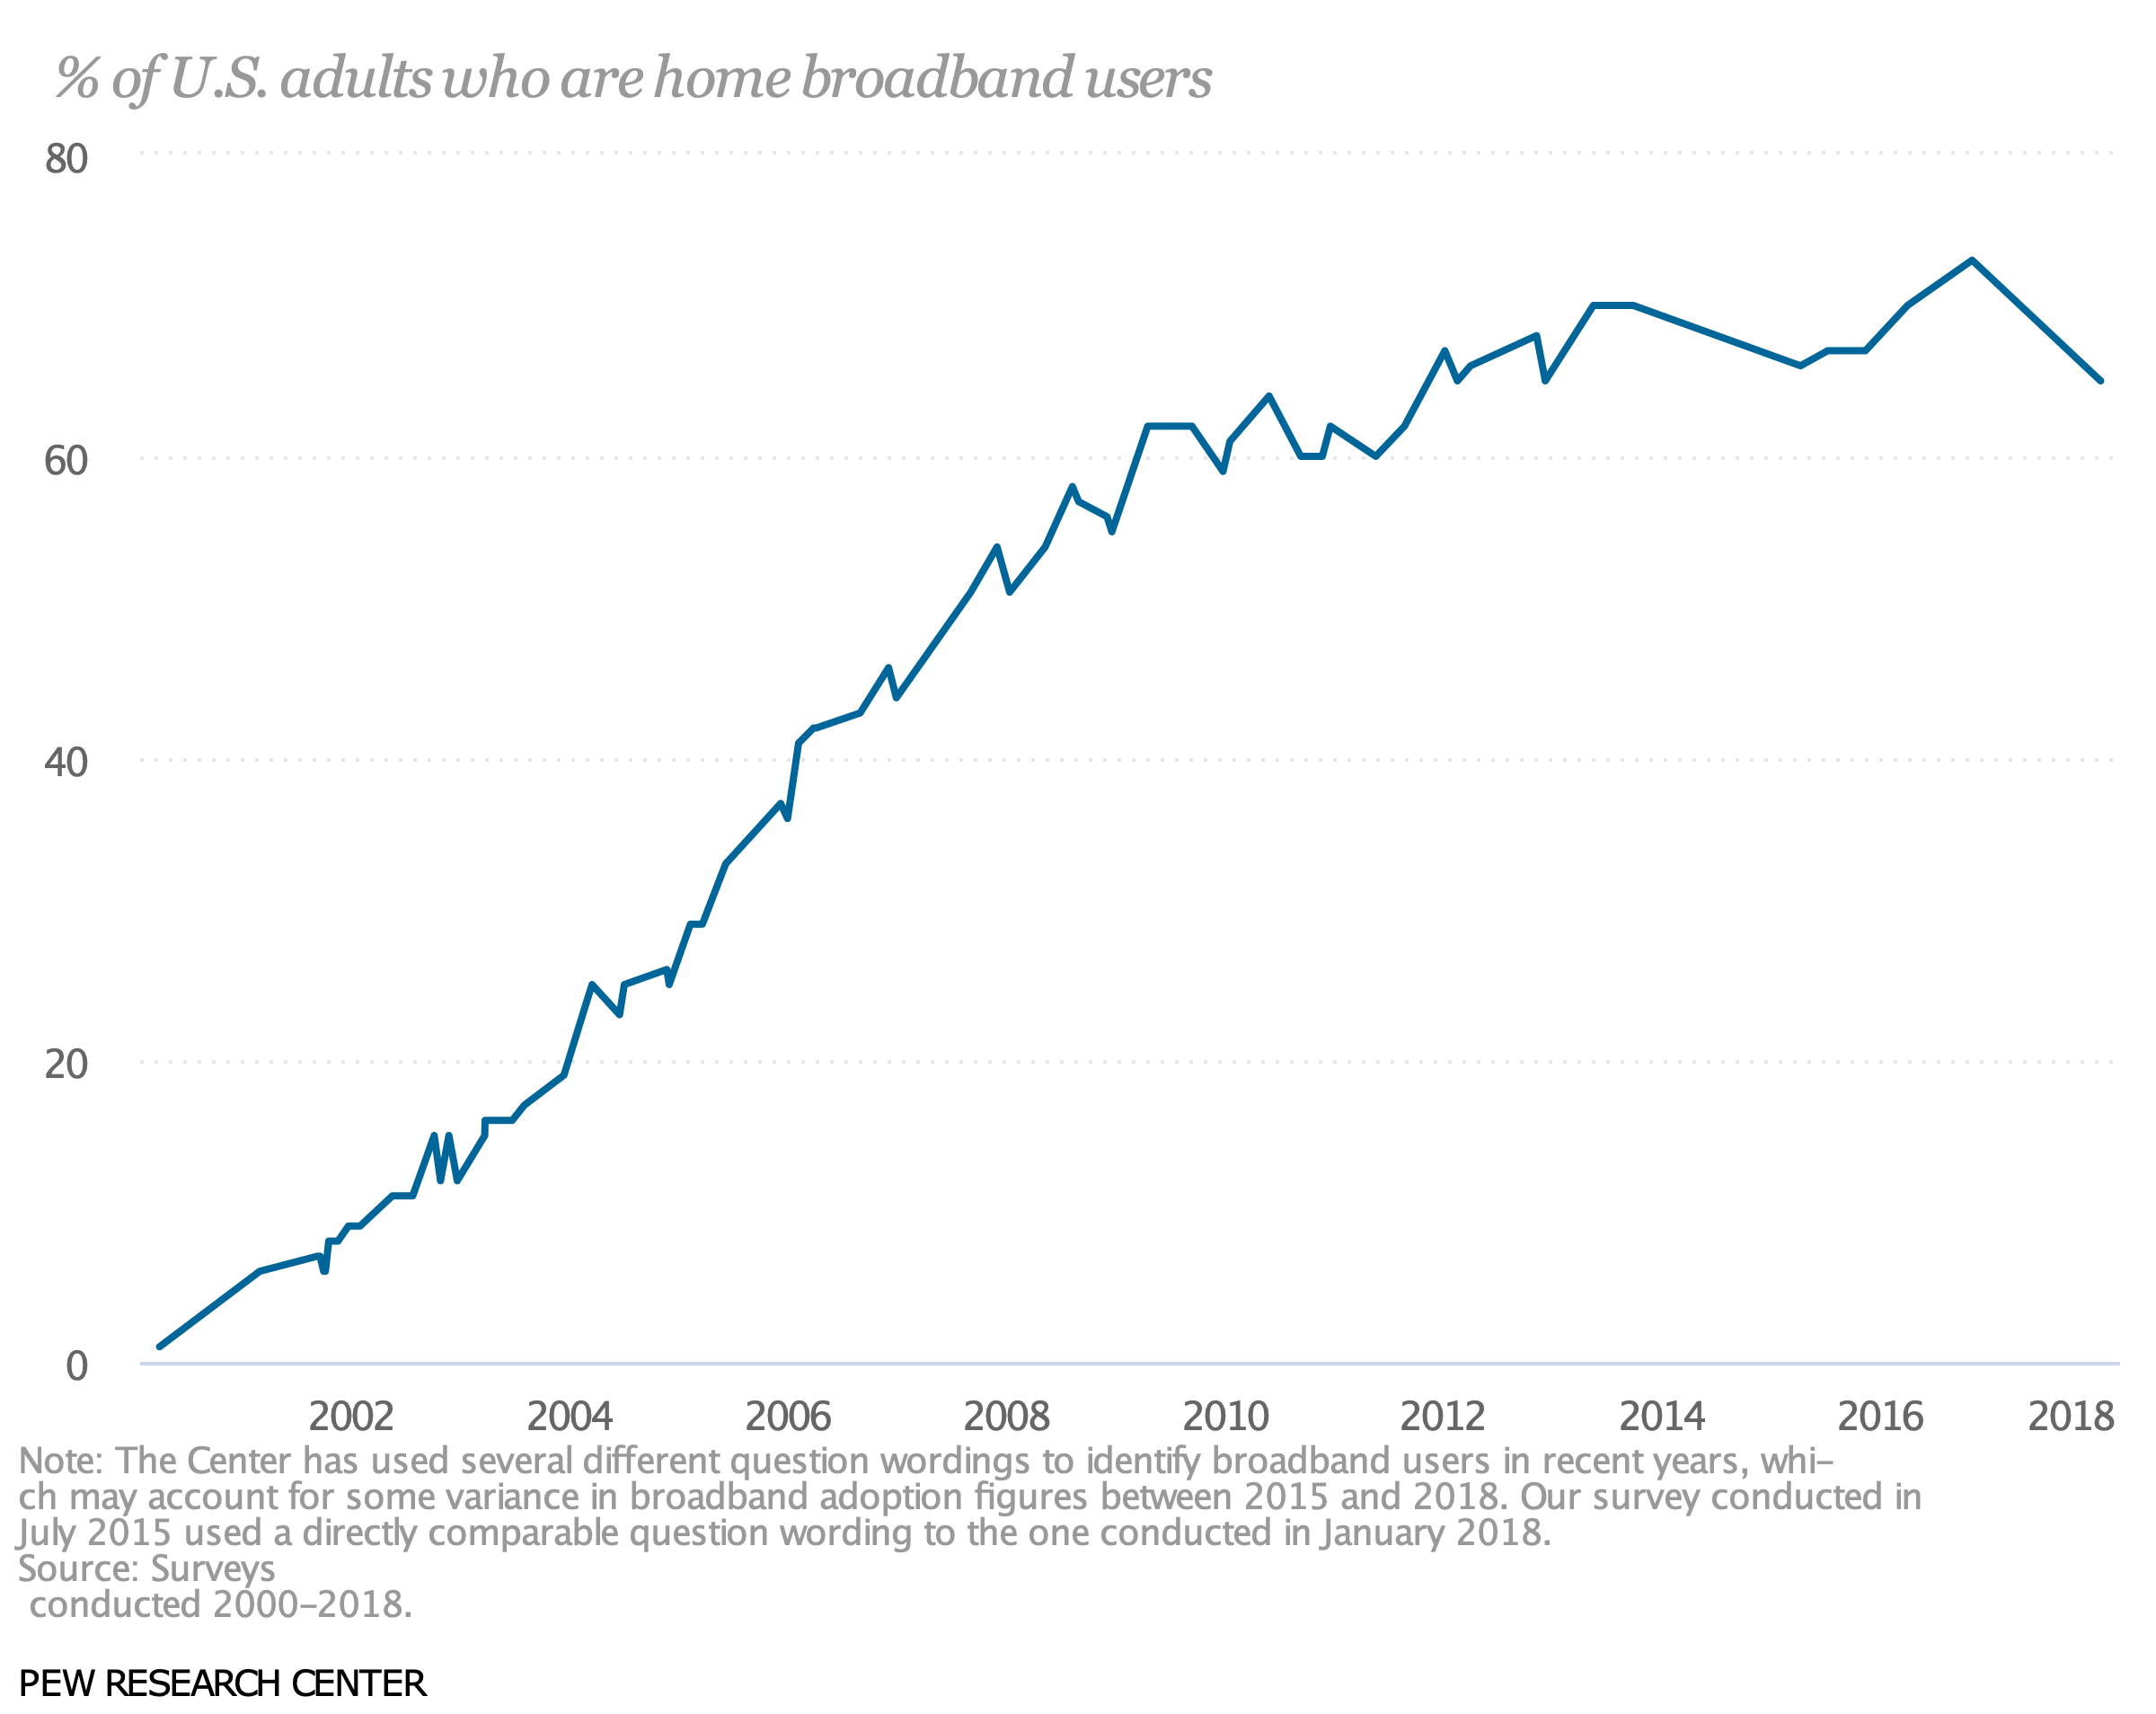 % of U.S. adults who are home broadband users
80
60
40
20
0
2002 2004 2006 2008 2010 2012 2014 2016 2018
Note: The Center has used several different question wordings to identify broadband users in recent years, whi–
ch may account for some variance in broadband adoption figures between 2015 and 2018. Our survey conducted in
July 2015 used a directly comparable question wording to the one conducted in January 2018.
Source: Surveys
conducted 2000–2018.
PEW RESEARCH CENTER